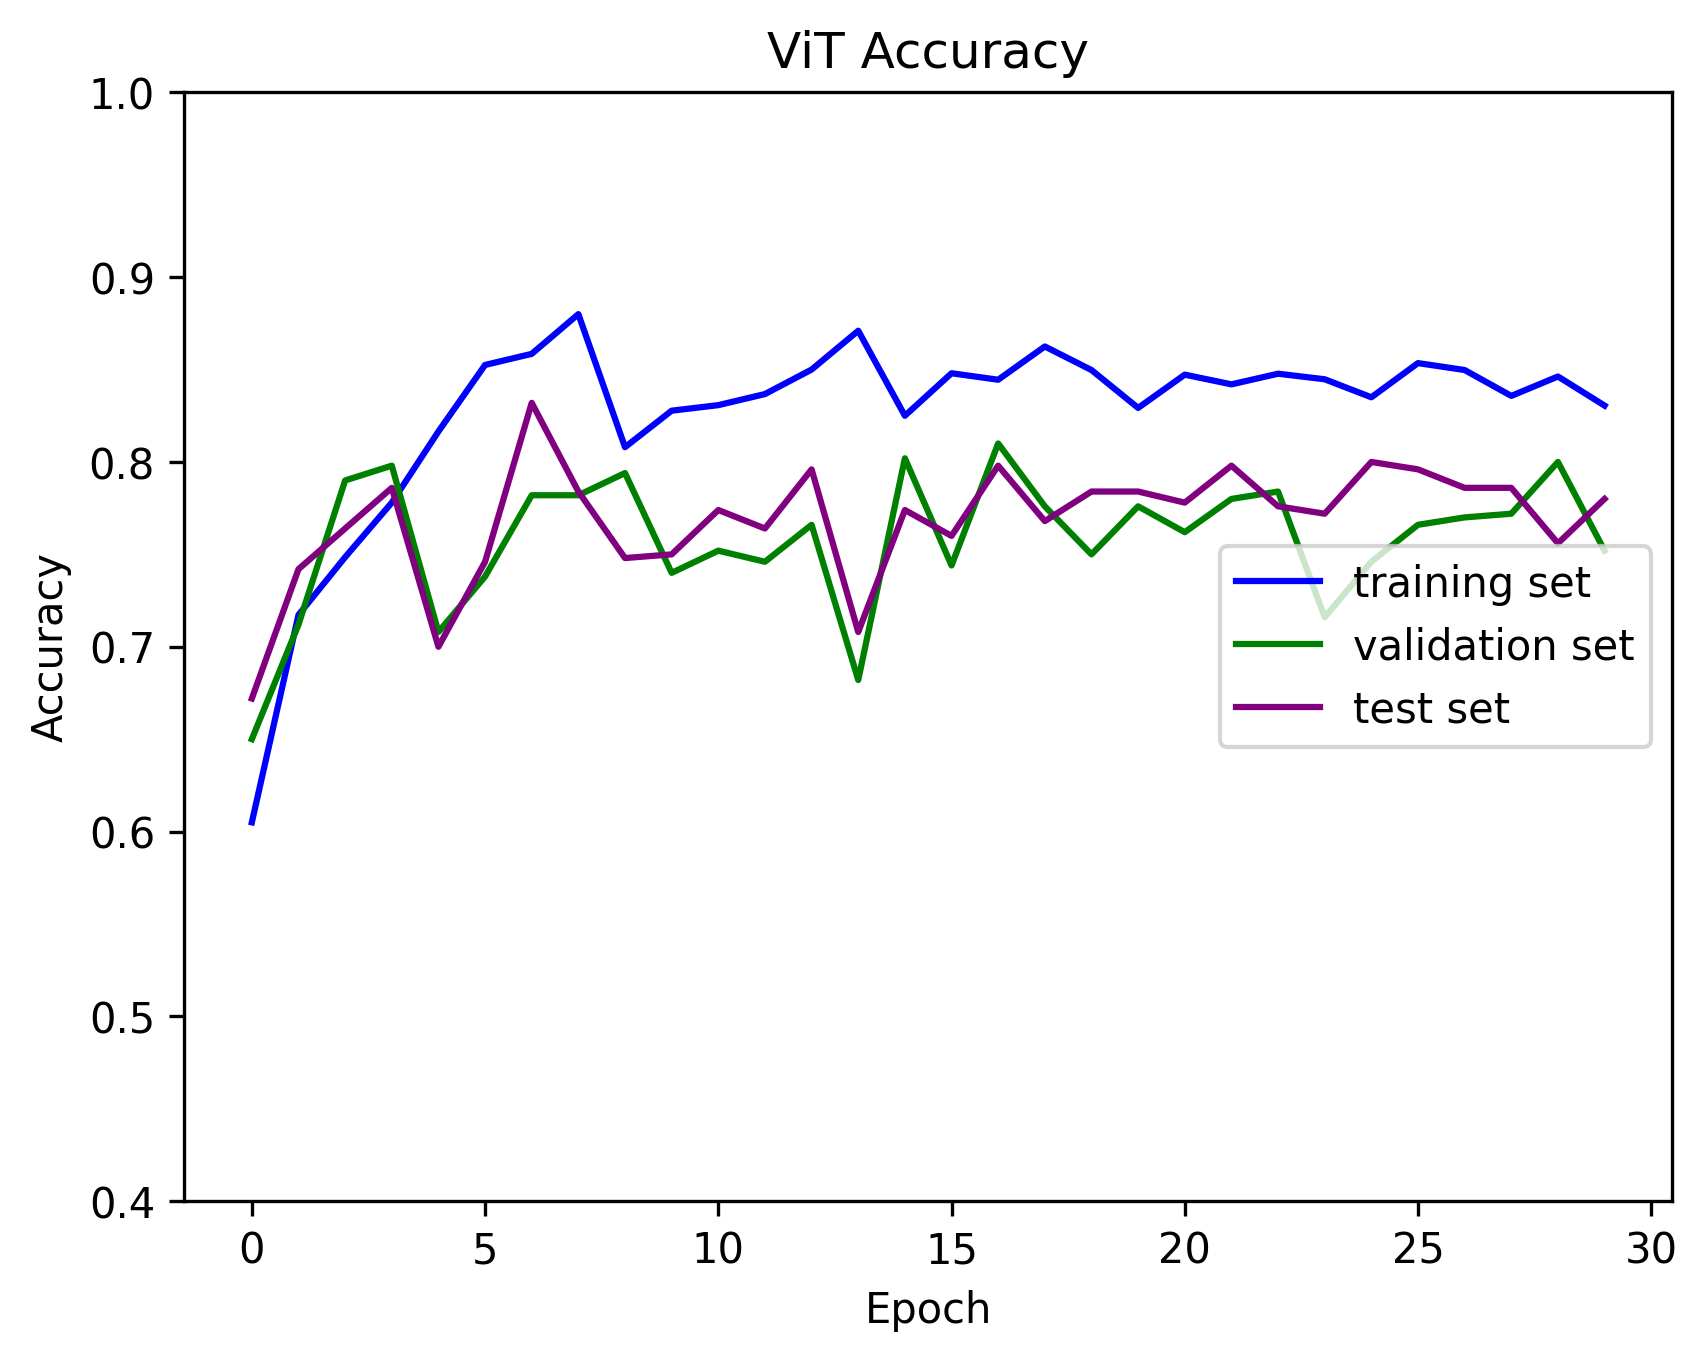 ViT Accuracy
1.0
0.9
0.8
0.7
0.6
0.5
0.4
Accuracy
training set
validation set
test set
0 5 10 15 20 25 30
Epoch